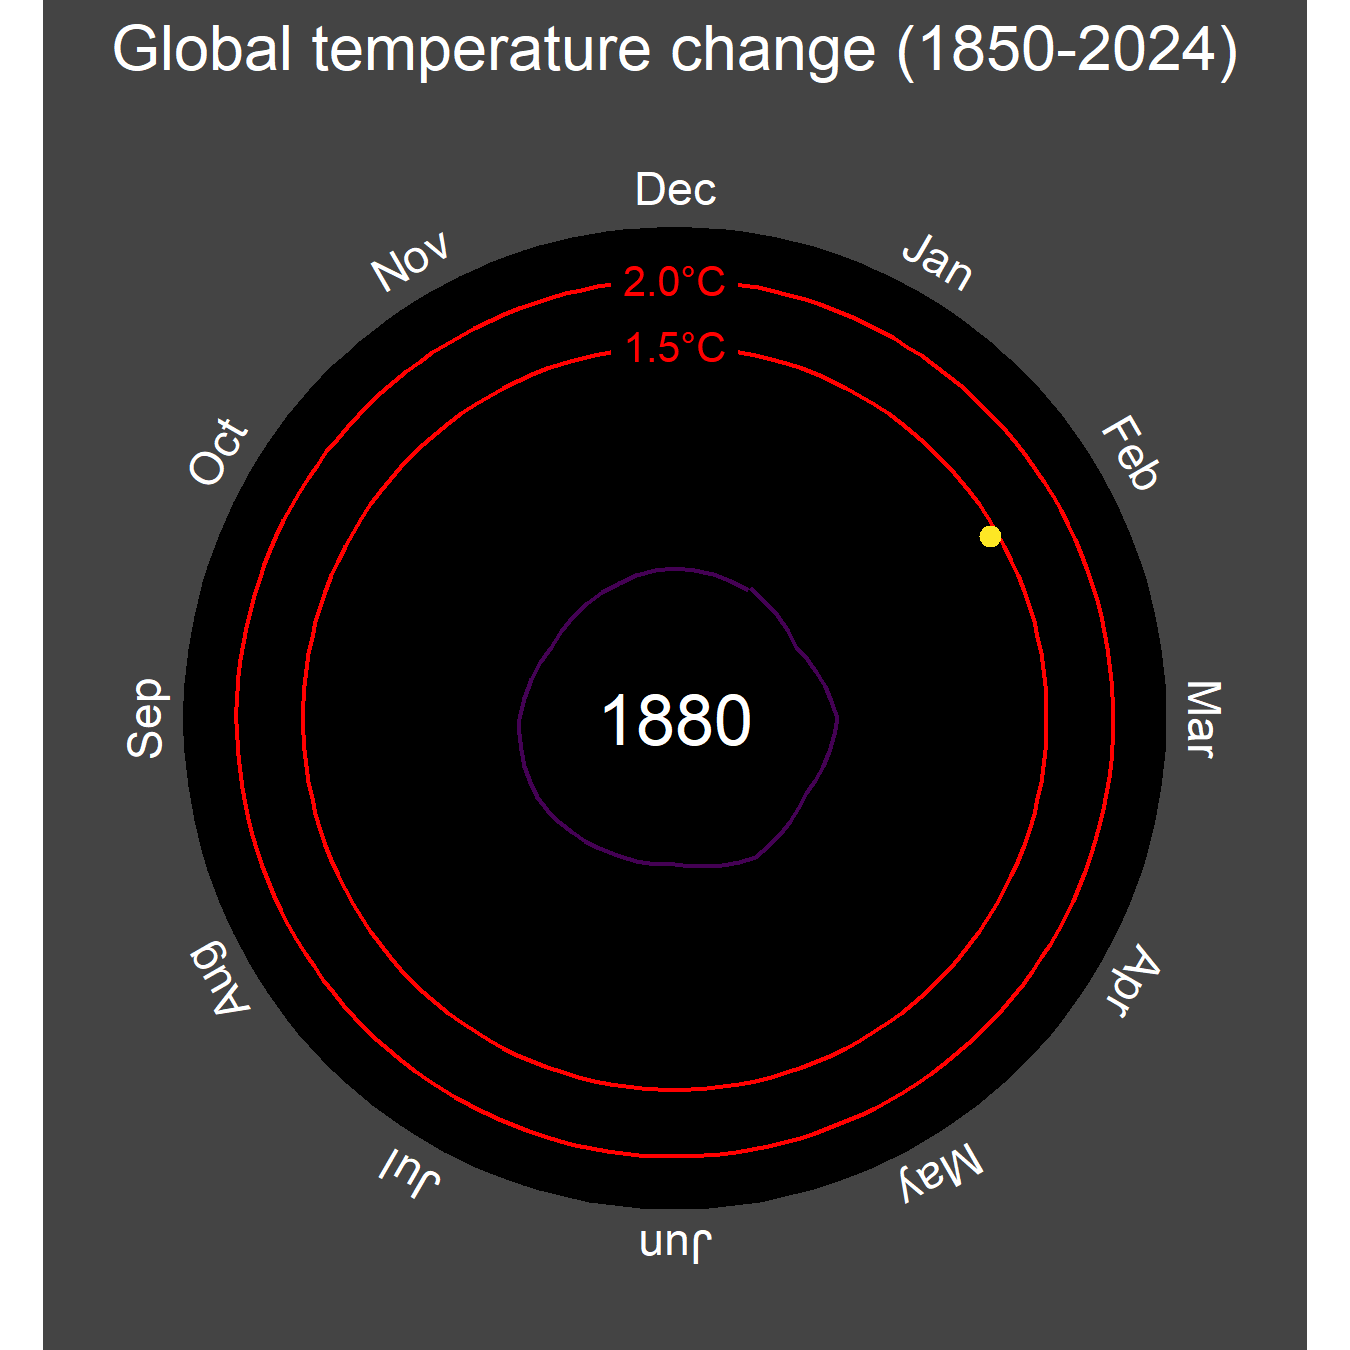 Global temperature change (1850-2024)
Dec
Jan
Feb
Mar
Apr
May
Jun
Jul
Aug
Sep
Oct
Nov
2.0°C
1.5°C
1880